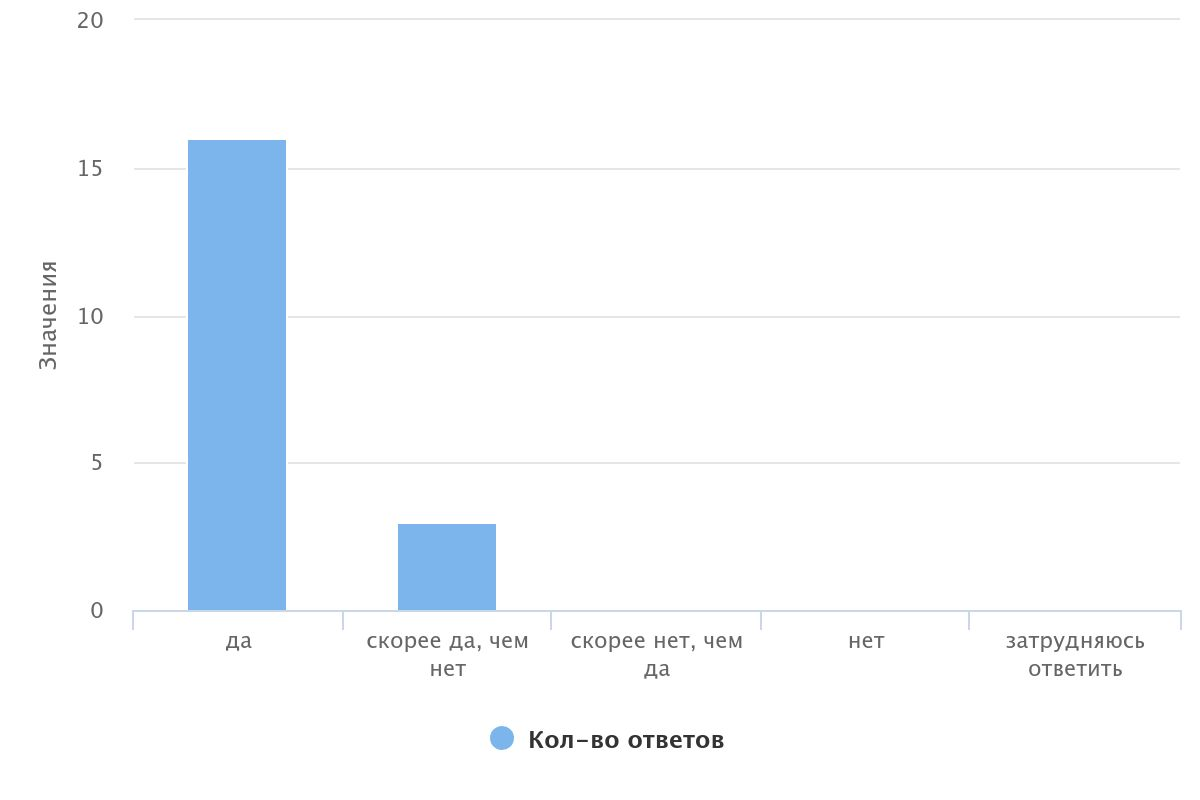 20
15
10
5
0
Значения
да
скорее да, чем
нет
скорее нет, чем
да
нет
затрудняюсь
ответить
Кол-во ответов